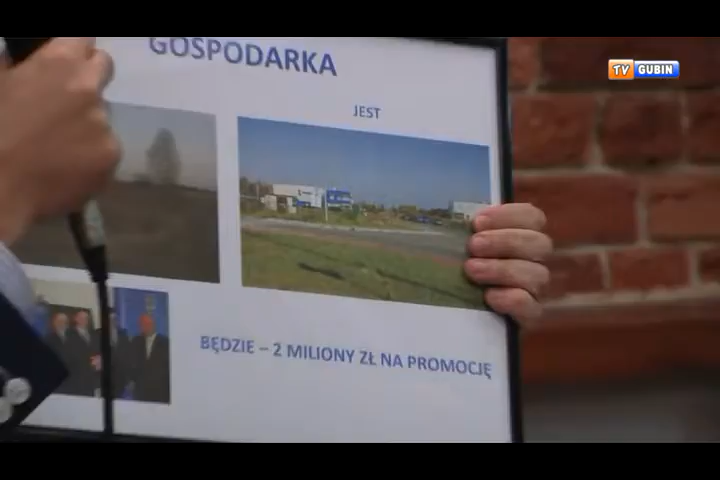 GOSPODARKA
TV GUBIN
JEST
BĘDZIE – 2 MILIONY ZŁ NA PROMOCJĘ